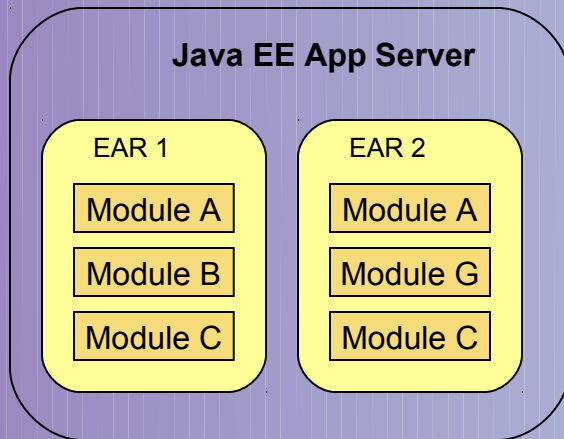 Java EE App Server
EAR 1
Module A
Module B
Module C
EAR 2
Module A
Module G
Module C